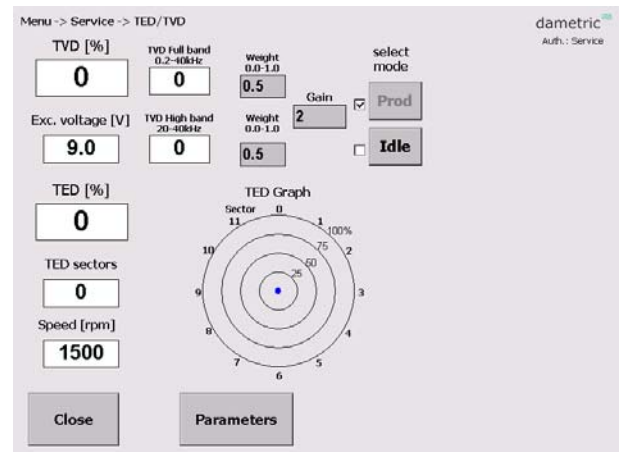 Menu -> Service -> TED/TVD
dametric
Auth.: Service
TVD [%]
0
TVD Full band
0.2-40kHz
0
Weight
0.0-1.0
0.5
Gain
2
select
mode
Prod
Idle
Exc. voltage [V]
9.0
TVD High band
20-40kHz
0
Weight
0.0-1.0
0.5
TED [%]
0
TED sectors
0
Speed [rpm]
1500
TED Graph
Sector 0
11 1
100%
10 75 2
50
25
9 3
8 4
7 5
6
Close
Parameters